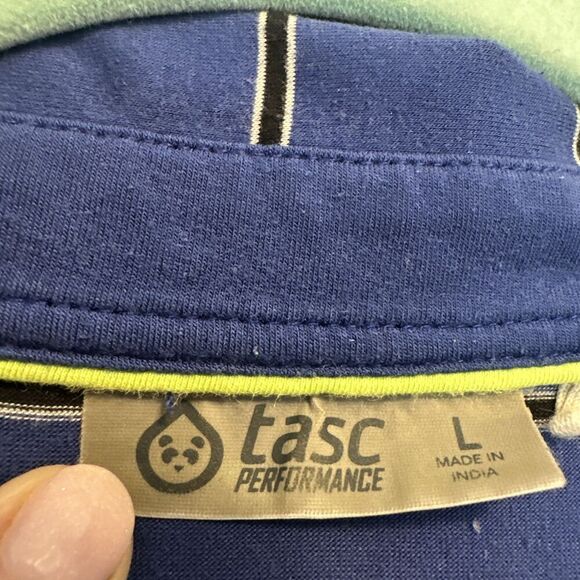 tasc
PERFORMANCE
L
MADE IN
INDIA